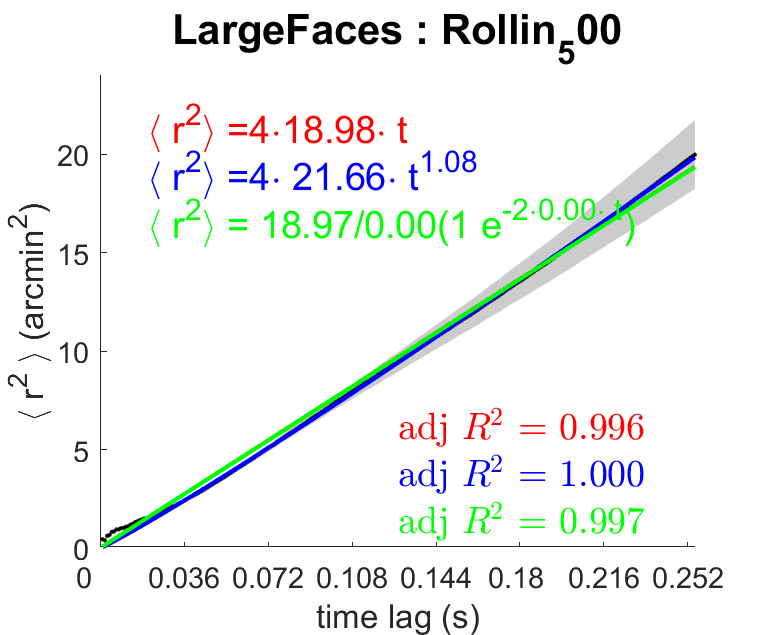 LargeFaces : Rollin₅00
⟨ r²⟩ =4·18.98· t
⟨ r²⟩ =4· 21.66· t¹·⁰⁸
⟨ r²⟩ = 18.97/0.00(1 e⁻²·⁰·⁰⁰· ᵗ)
⟨ r² ⟩ (arcmin²)
20
15
10
5
0
adj R² = 0.996
adj R² = 1.000
adj R² = 0.997
0 0.036 0.072 0.108 0.144 0.18 0.216 0.252
time lag (s)